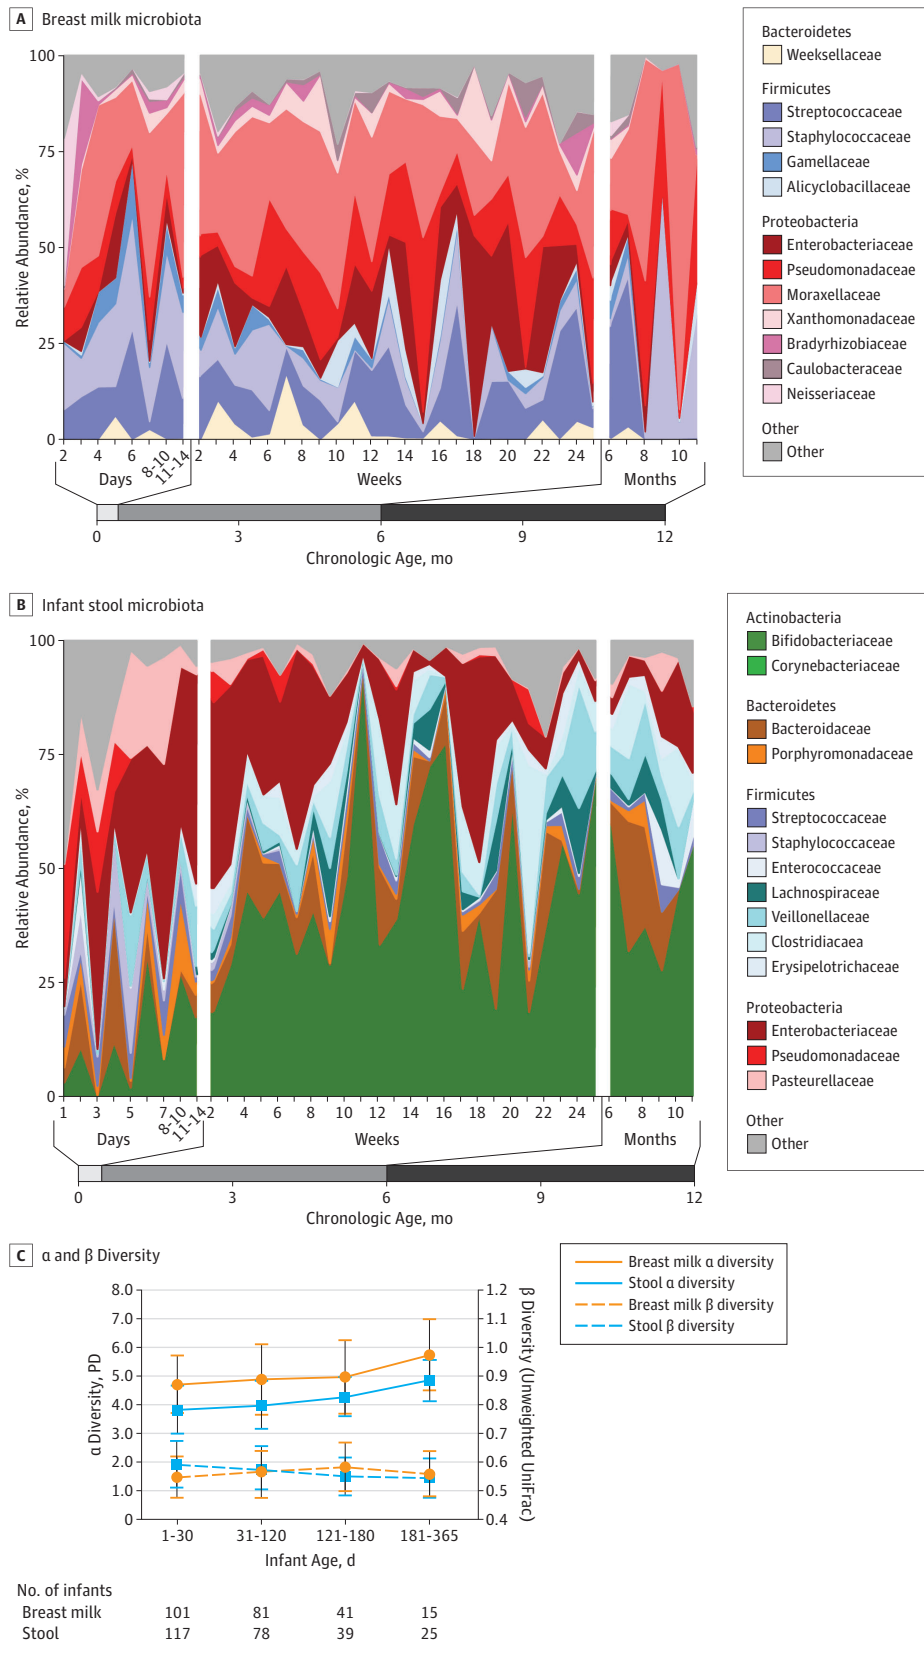 A Breast milk microbiota
100
75
50
25
0
Relative Abundance, %
2 4 6 8-10 11-14
2 4 6 8 10 12 14 16 18 20 22 24
6 8 10
Days Weeks Months
0 3 6 9 12
Chronologic Age, mo
Bacteroidetes
Weeksellaceae
Firmicutes
Streptococcaceae
Staphylococcaceae
Gamellaceae
Alicyclobacillaceae
Proteobacteria
Enterobacteriaceae
Pseudomonadaceae
Moraxellaceae
Xanthomonadaceae
Bradyrhizobiaceae
Caulobacteraceae
Neisseriaceae
Other
Other
B Infant stool microbiota
100
75
50
25
0
Relative Abundance, %
1 3 5 7 8-10 11-14
2 4 6 8 10 12 14 16 18 20 22 24
6 8 10
Days Weeks Months
0 3 6 9 12
Chronologic Age, mo
Actinobacteria
Bifidobacteriaceae
Corynebacteriaceae
Bacteroidetes
Bacteroidaceae
Porphyromonadaceae
Firmicutes
Streptococcaceae
Staphylococcaceae
Enterococcaceae
Lachnospiraceae
Veillonellaceae
Clostridiacaea
Erysipelotrichaceae
Proteobacteria
Enterobacteriaceae
Pseudomonadaceae
Pasteurellaceae
Other
Other
C α and β Diversity
8.0
7.0
6.0
5.0
4.0
3.0
2.0
1.0
0
α Diversity, PD
1.2
1.1
1.0
0.9
0.8
0.7
0.6
0.5
0.4
β Diversity (Unweighted UniFrac)
1-30 31-120 121-180 181-365
Infant Age, d
Breast milk α diversity
Stool α diversity
Breast milk β diversity
Stool β diversity
No. of infants
Breast milk 101 81 41 15
Stool 117 78 39 25